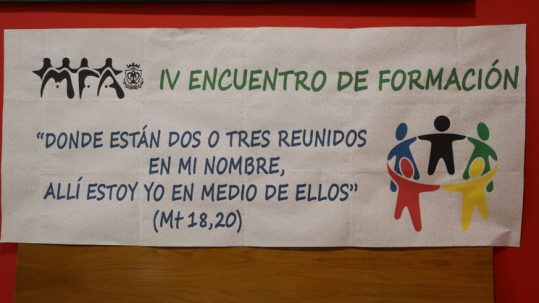 MTA
IV ENCUENTRO DE FORMACIÓN
"DONDE ESTÁN DOS O TRES REUNIDOS
EN MI NOMBRE,
ALLÍ ESTOY YO EN MEDIO DE ELLOS"
(Mt 18,20)